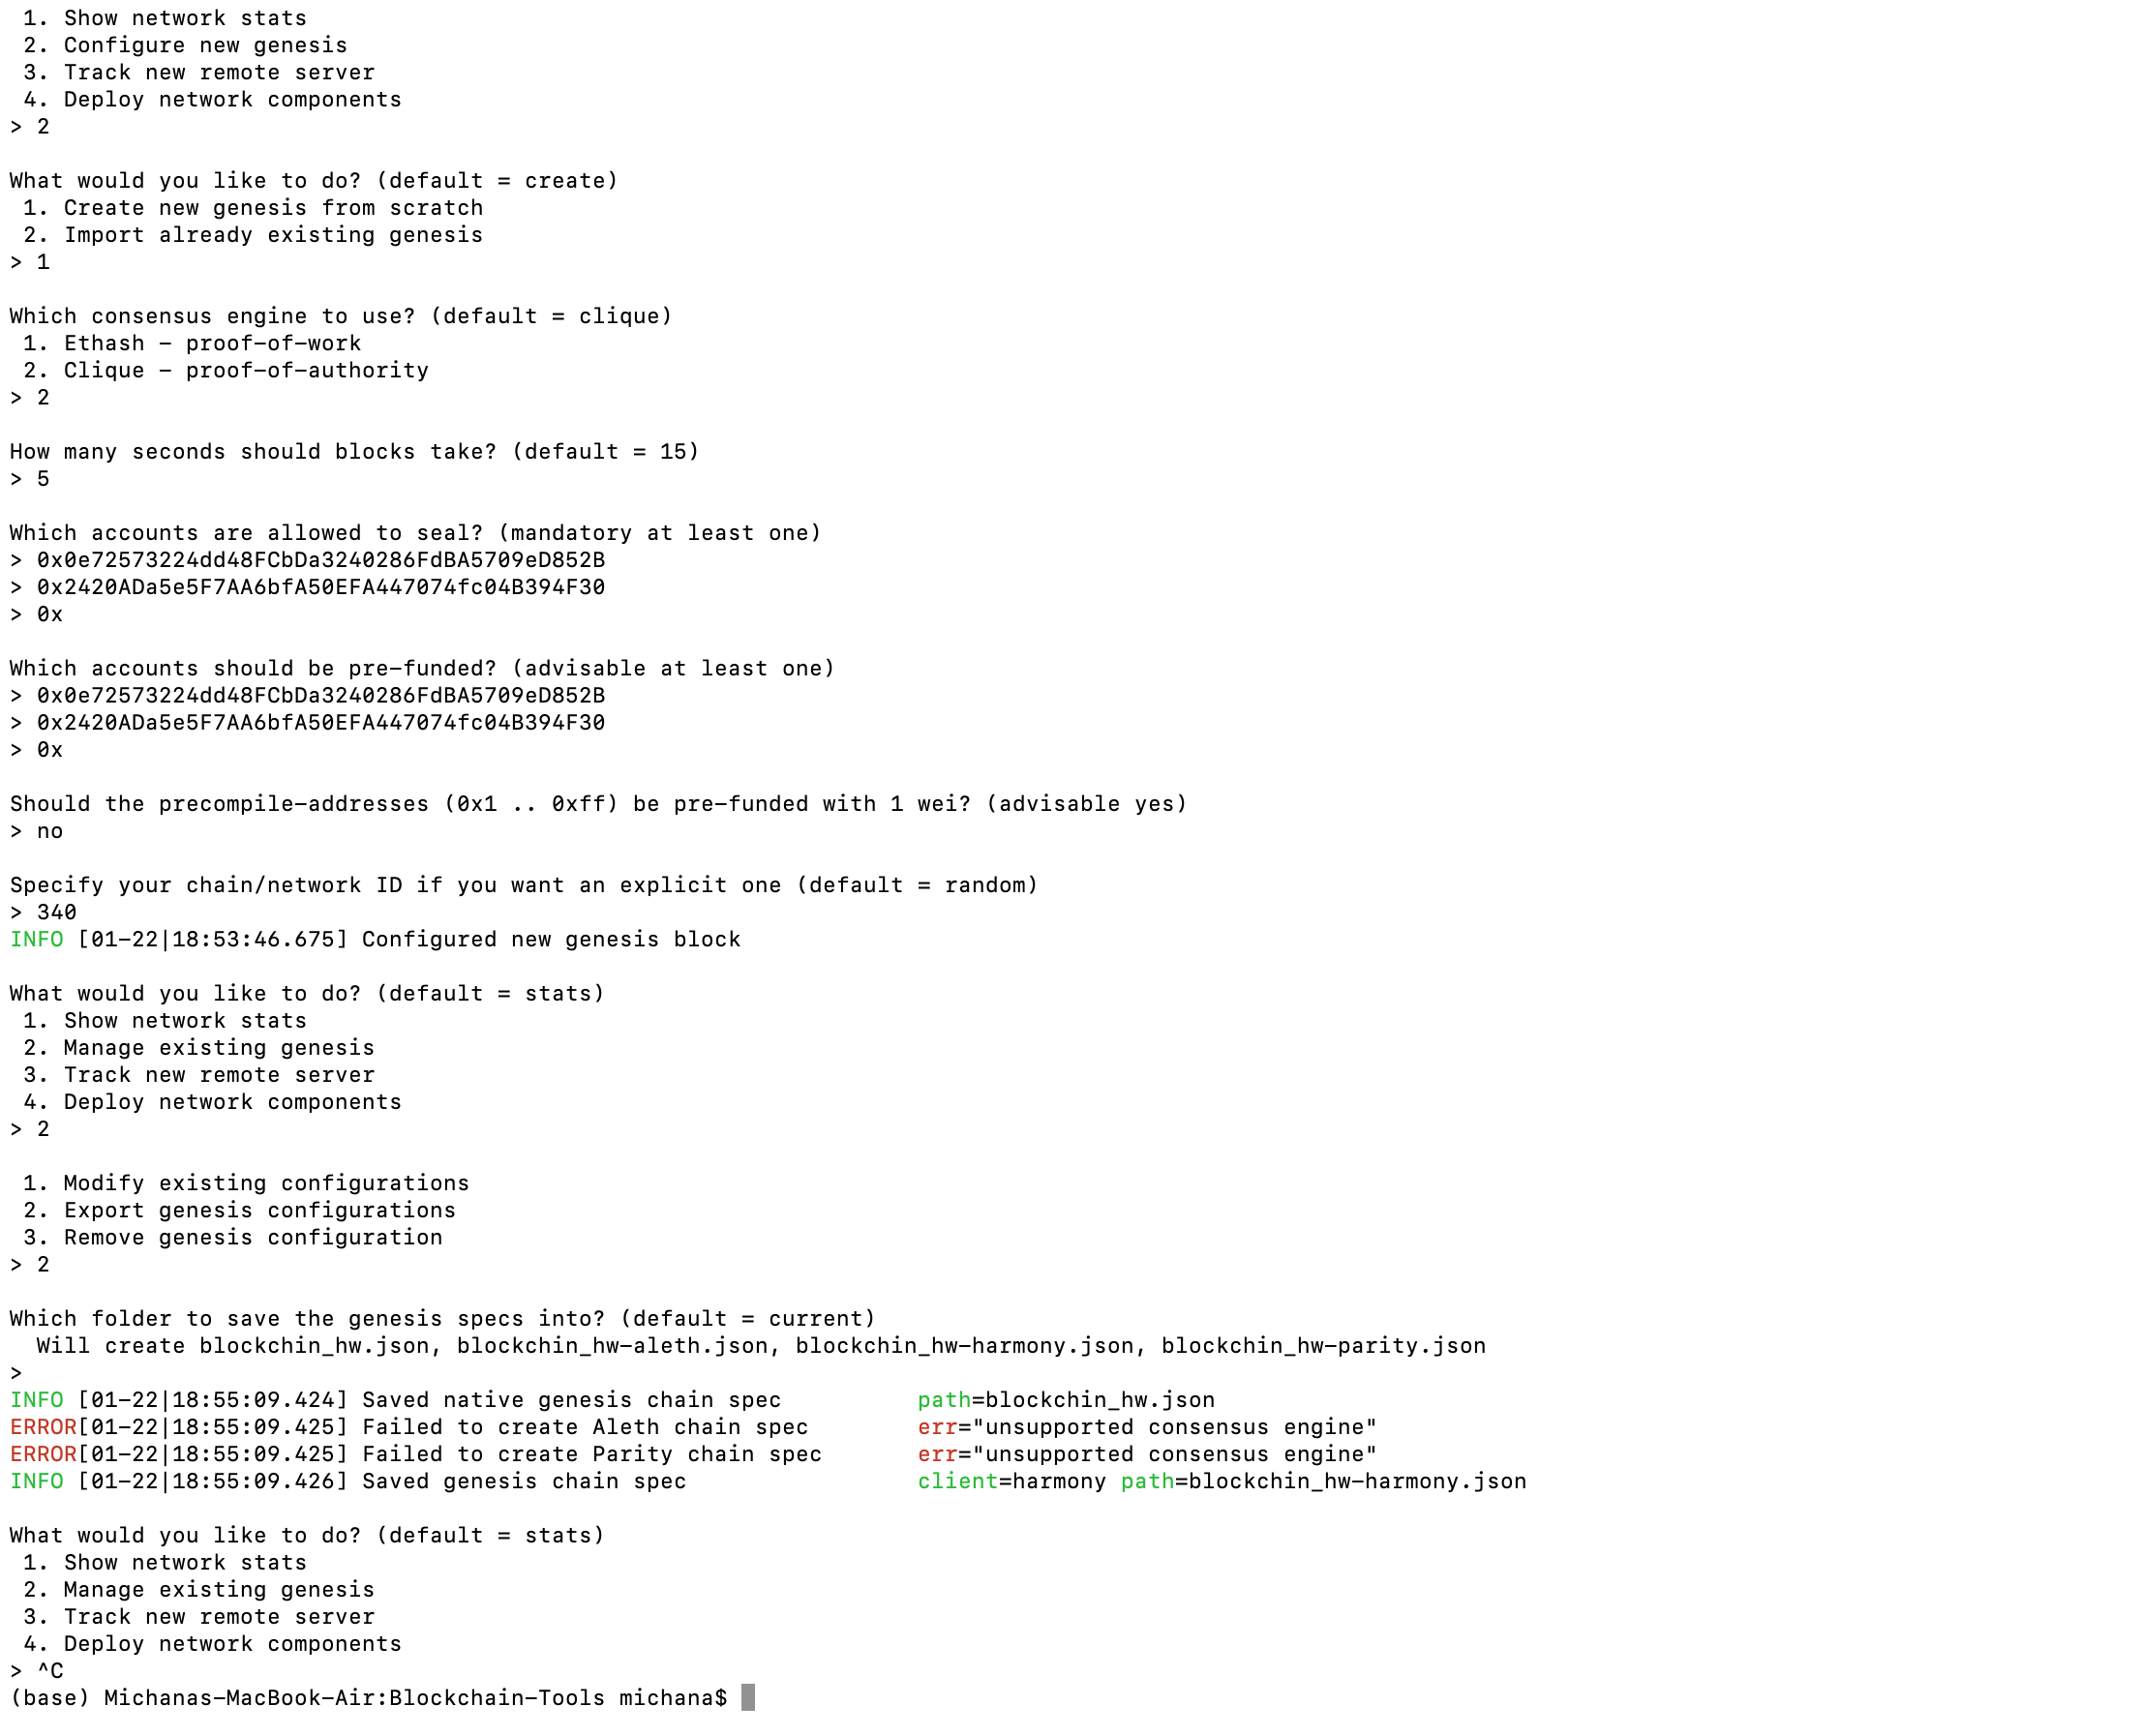 1. Show network stats
2. Configure new genesis
3. Track new remote server
4. Deploy network components
> 2
What would you like to do? (default = create)
1. Create new genesis from scratch
2. Import already existing genesis
> 1
Which consensus engine to use? (default = clique)
1. Ethash - proof-of-work
2. Clique - proof-of-authority
> 2
How many seconds should blocks take? (default = 15)
> 5
Which accounts are allowed to seal? (mandatory at least one)
> 0x0e72573224dd48FCbDa3240286FdBA5709eD852B
> 0x2420ADa5e5F7AA6bfA50EFA447074fc04B394F30
> 0x
Which accounts should be pre-funded? (advisable at least one)
> 0x0e72573224dd48FCbDa3240286FdBA5709eD852B
> 0x2420ADa5e5F7AA6bfA50EFA447074fc04B394F30
> 0x
Should the precompile-addresses (0x1 .. 0xff) be pre-funded with 1 wei? (advisable yes)
> no
Specify your chain/network ID if you want an explicit one (default = random)
> 340
INFO [01-22|18:53:46.675] Configured new genesis block
What would you like to do? (default = stats)
1. Show network stats
2. Manage existing genesis
3. Track new remote server
4. Deploy network components
> 2
1. Modify existing configurations
2. Export genesis configurations
3. Remove genesis configuration
> 2
Which folder to save the genesis specs into? (default = current)
Will create blockchin_hw.json, blockchin_hw-aleth.json, blockchin_hw-harmony.json, blockchin_hw-parity.json
>
INFO [01-22|18:55:09.424] Saved native genesis chain spec path=blockchin_hw.json
ERROR[01-22|18:55:09.425] Failed to create Aleth chain spec err="unsupported consensus engine"
ERROR[01-22|18:55:09.425] Failed to create Parity chain spec err="unsupported consensus engine"
INFO [01-22|18:55:09.426] Saved genesis chain spec client=harmony path=blockchin_hw-harmony.json
What would you like to do? (default = stats)
1. Show network stats
2. Manage existing genesis
3. Track new remote server
4. Deploy network components
> ^C
(base) Michanas-MacBook-Air:Blockchain-Tools michana$